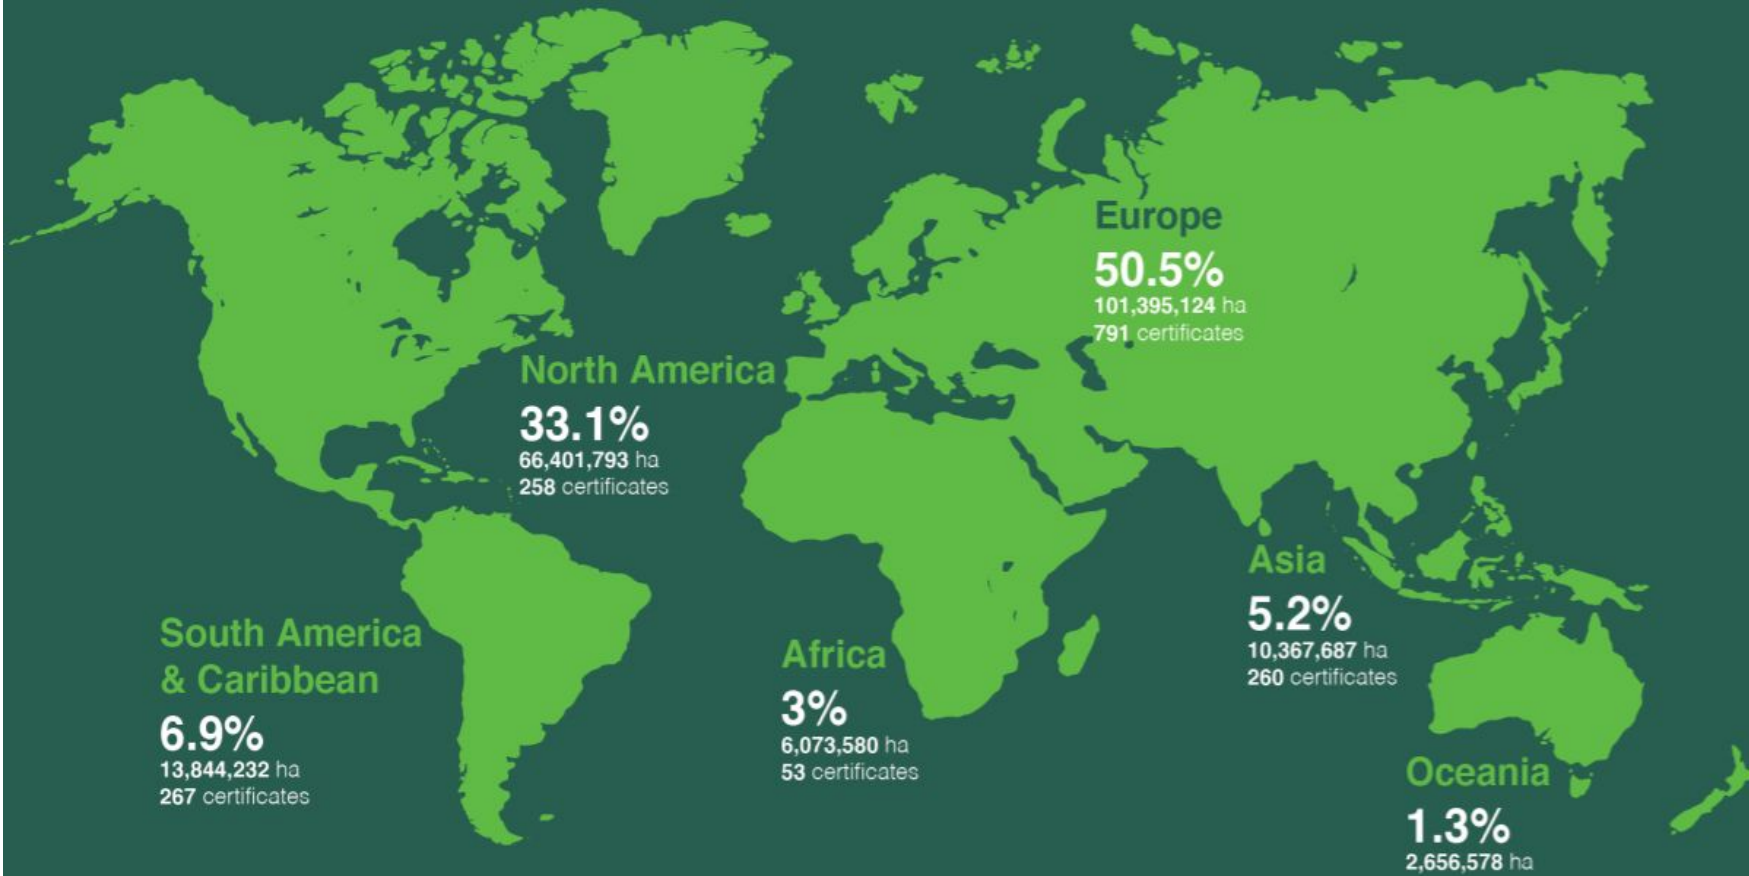 Europe
50.5%
101,395,124 ha
791 certificates
North America
33.1%
66,401,793 ha
258 certificates
Asia
5.2%
10,367,687 ha
260 certificates
South America
& Caribbean
6.9%
13,844,232 ha
267 certificates
Africa
3%
6,073,580 ha
53 certificates
Oceania
1.3%
2,656,578 ha